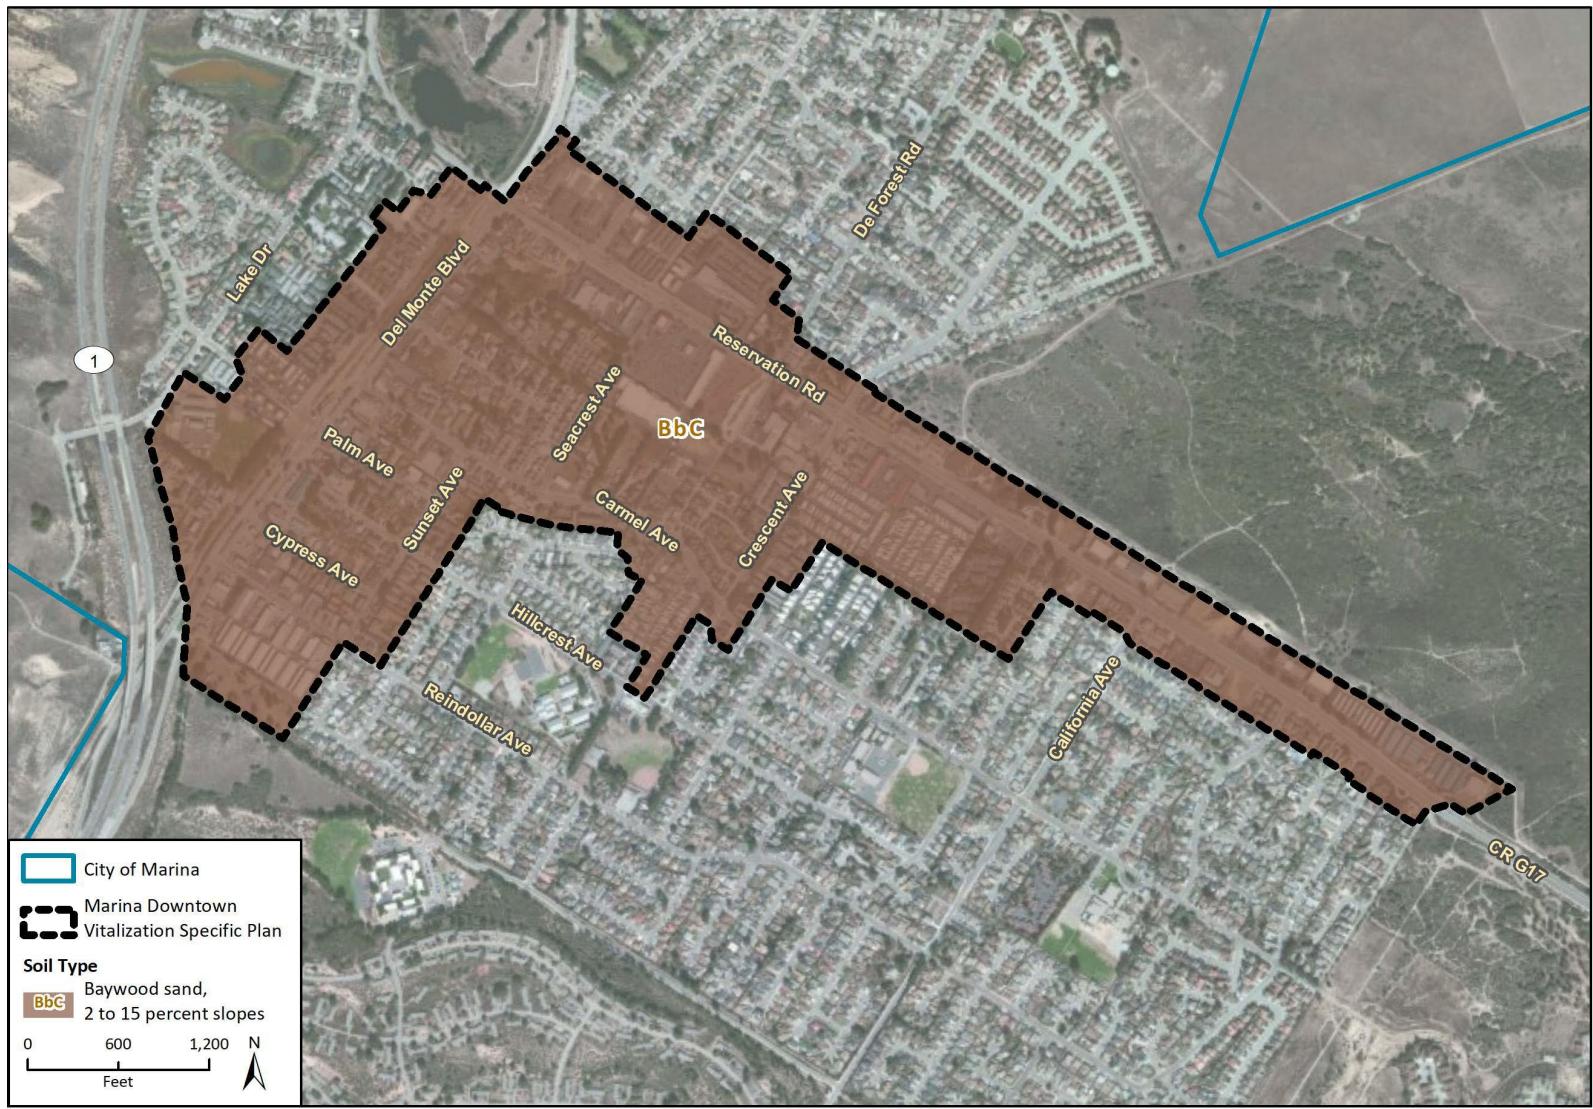 De Forest Rd
Lake Dr
Del Monte Blvd
1
Reservation Rd
Seacrest Ave
BbC
Palm Ave
Sunset Ave
Carmel Ave
Crescent Ave
Cypress Ave
Hillcrest Ave
Reindollar Ave
California Ave
CR G17
City of Marina
Marina Downtown
Vitalization Specific Plan
Soil Type
BbC
Baywood sand,
2 to 15 percent slopes
0 600 1,200
Feet
N